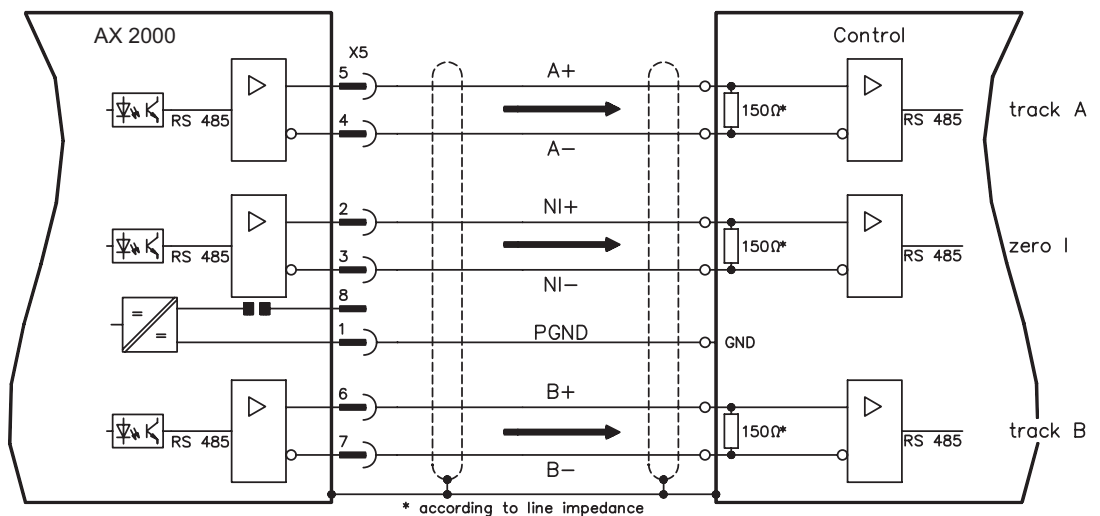 AX 2000
X5
Control
5
A+
RS 485
150Ω*
RS 485
track A
4
A-
2
NI+
RS 485
150Ω*
RS 485
zero I
3
NI-
8
=
=
1
PGND
GND
6
B+
RS 485
150Ω*
RS 485
track B
7
B-
* according to line impedance